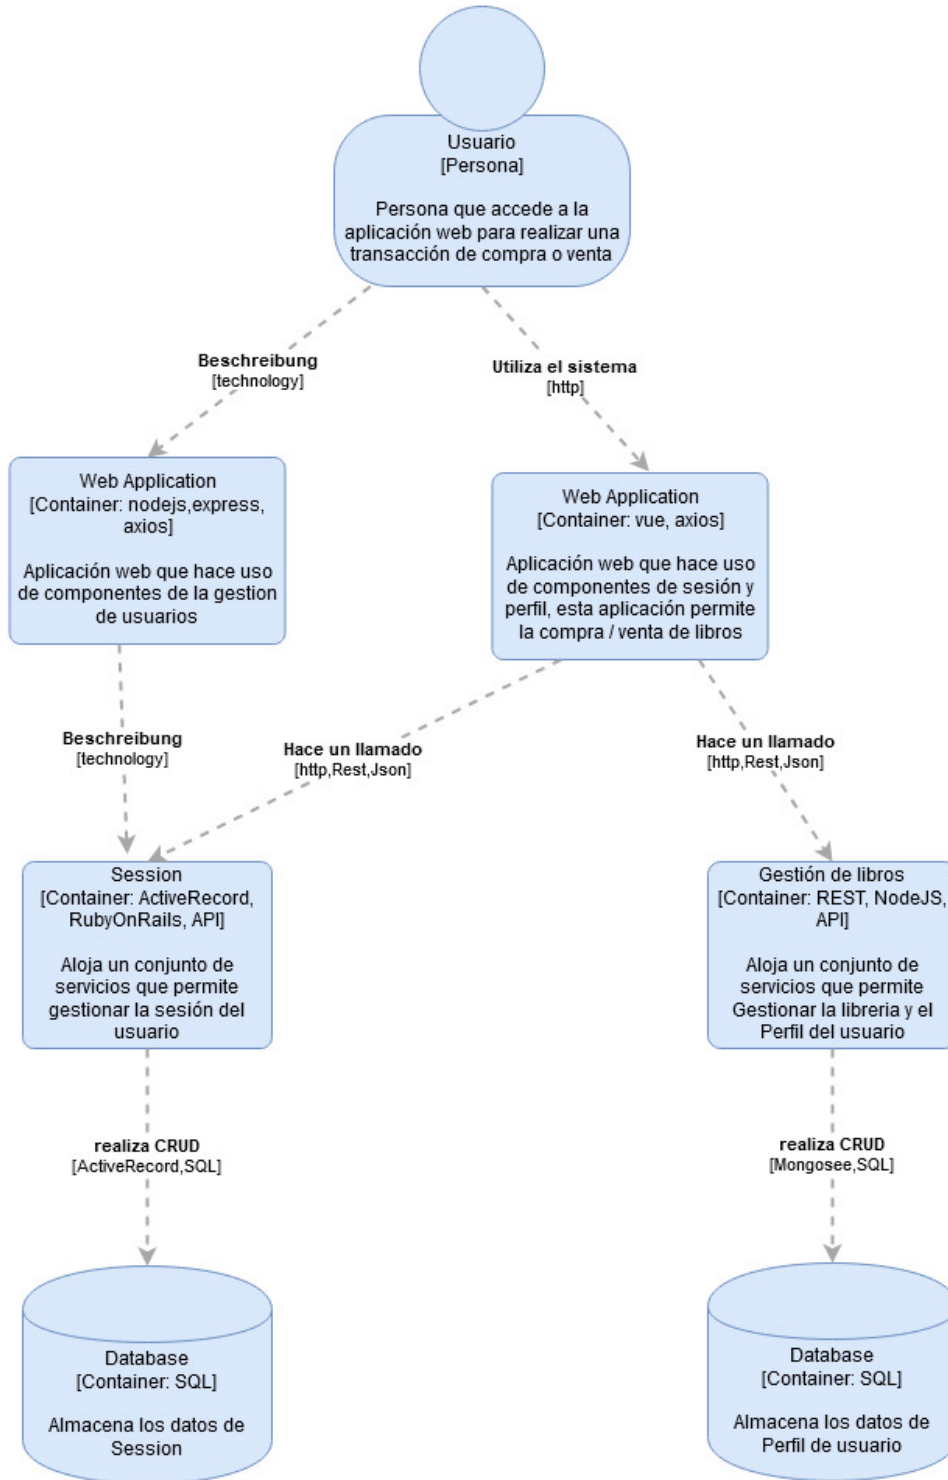 Usuario
[Persona]
Persona que accede a la
aplicación web para realizar una
transacción de compra o venta
Beschreibung
[technology]
Utiliza el sistema
[http]
Web Application
[Container: nodejs,express,
axios]
Aplicación web que hace uso
de componentes de la gestion
de usuarios
Web Application
[Container: vue, axios]
Aplicación web que hace uso
de componentes de sesión y
perfil, esta aplicación permite
la compra / venta de libros
Beschreibung
[technology]
Hace un llamado
[http,Rest,Json]
Hace un llamado
[http,Rest,Json]
Session
[Container: ActiveRecord,
RubyOnRails, API]
Aloja un conjunto de
servicios que permite
gestionar la sesión del
usuario
Gestión de libros
[Container: REST, NodeJS,
API]
Aloja un conjunto de
servicios que permite
Gestionar la libreria y el
Perfil del usuario
realiza CRUD
[ActiveRecord,SQL]
realiza CRUD
[Mongosee,SQL]
Database
[Container: SQL]
Almacena los datos de
Session
Database
[Container: SQL]
Almacena los datos de
Perfil de usuario